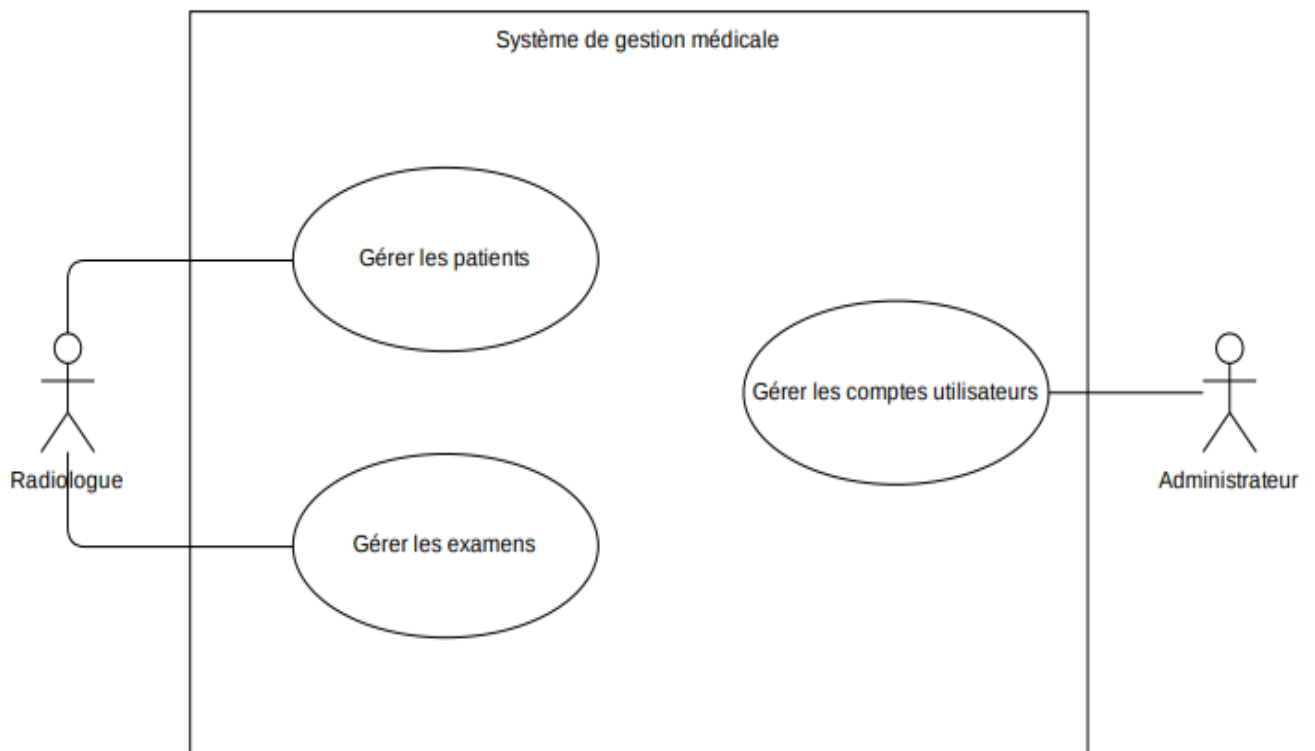 Système de gestion médicale
Gérer les patients
Gérer les comptes utilisateurs
Radiologue
Administrateur
Gérer les examens